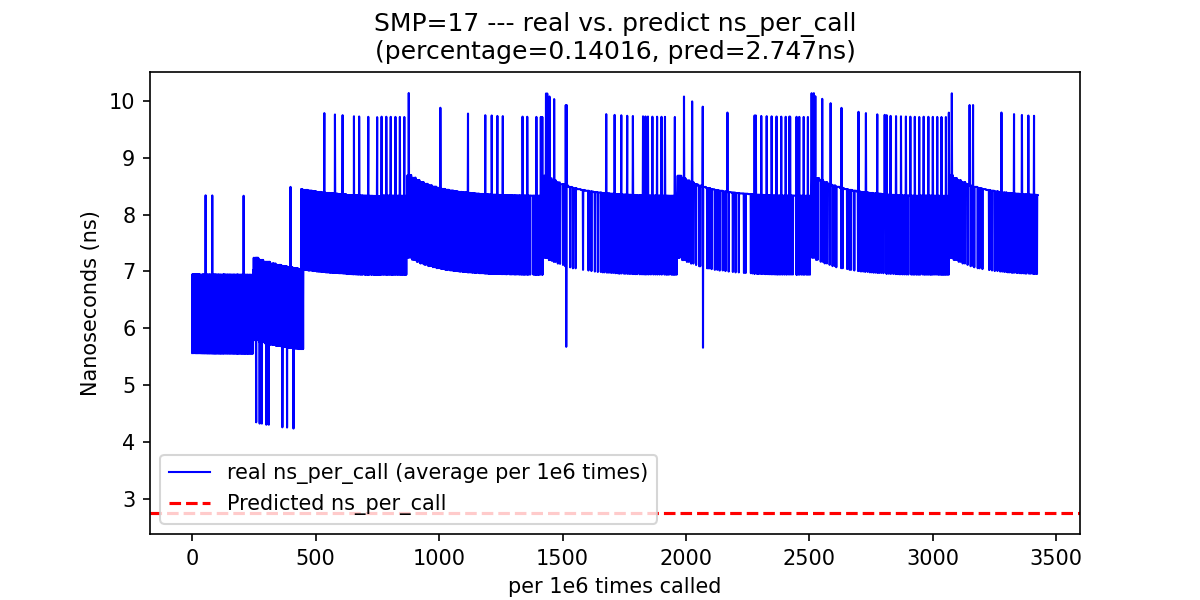 SMP=17 --- real vs. predict ns_per_call
(percentage=0.14016, pred=2.747ns)
Nanoseconds (ns)
10
9
8
7
6
5
4
3
real ns_per_call (average per 1e6 times)
Predicted ns_per_call
0 500 1000 1500 2000 2500 3000 3500
per 1e6 times called